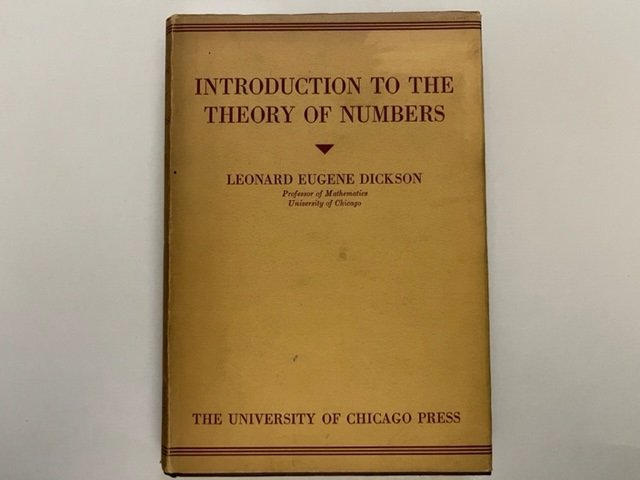 INTRODUCTION TO THE
THEORY OF NUMBERS
LEONARD EUGENE DICKSON
Professor of Mathematics
University of Chicago
THE UNIVERSITY OF CHICAGO PRESS